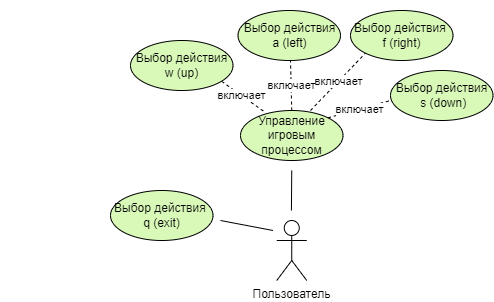 Выбор действия
a (left)
Выбор действия
f (right)
Выбор действия
w (up)
Выбор действия
s (down)
включает
включает
включает
включает
Управление
игровым
процессом
Выбор действия
q (exit)
Пользователь